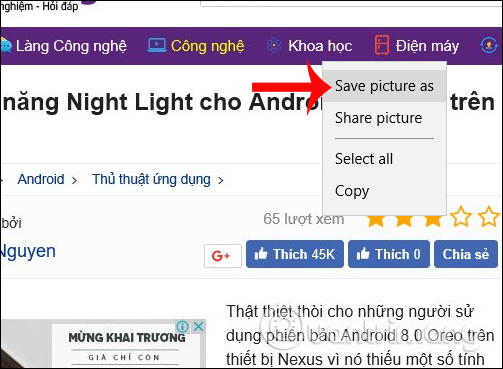 nghiệm - Hỏi đáp
Làng Công nghệ
Công nghệ
Khoa học
Điện máy
năng Night Light cho Andro
trên
Save picture as
Share picture
Select all
Copy
Android
Thủ thuật ứng dụng
bởi
Nguyen
65 lượt xem
G+
Thích 45K
Thích 0
Chia sẻ
MỪNG KHAI TRƯƠNG
GIÁ CHỈ CÒN
Thật thiệt thòi cho những người sử
dụng phiên bản Android 8.0 Oreo trên
thiết bị Nexus vì nó thiếu một số tính